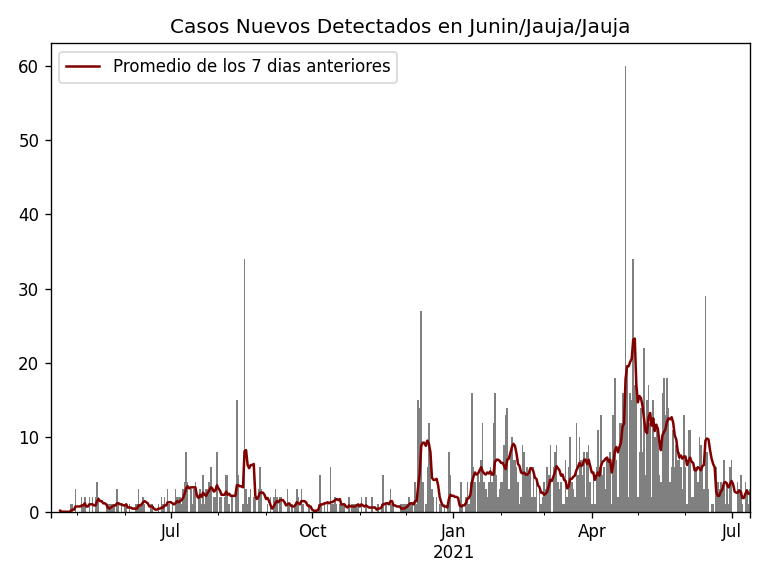 Casos Nuevos Detectados en Junin/Jauja/Jauja
Promedio de los 7 dias anteriores
60
50
40
30
20
10
0
Jul
Oct
Jan
2021
Apr
Jul